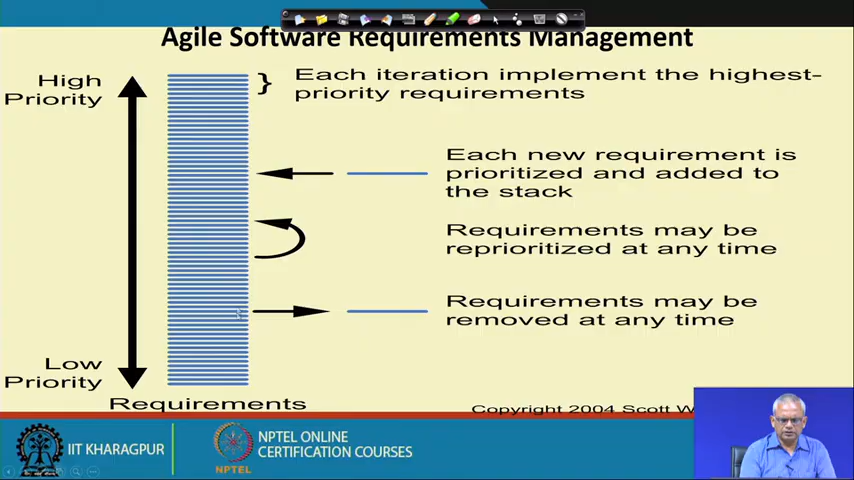 Agile Software Requirements Management
High
Priority
Each iteration implement the highest-
priority requirements
Each new requirement is
prioritized and added to
the stack
Requirements may be
reprioritized at any time
Requirements may be
removed at any time
Low
Priority
Requirements
Copyright 2004 Scott W
IIT KHARAGPUR
NPTEL
NPTEL ONLINE
CERTIFICATION COURSES